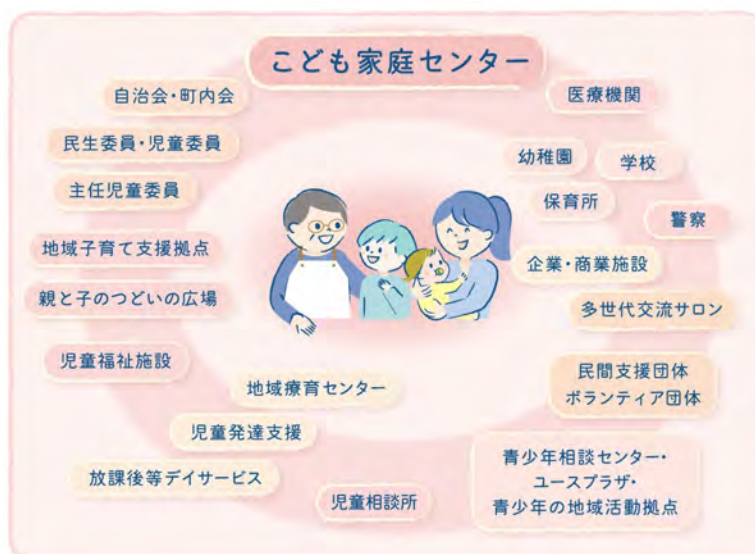 こども家庭センター
自治会・町内会
民生委員・児童委員
主任児童委員
地域子育て支援拠点
親と子のつどいの広場
児童福祉施設
地域療育センター
児童発達支援
放課後等デイサービス
児童相談所
医療機関
幼稚園
学校
保育所
警察
企業・商業施設
多世代交流サロン
民間支援団体
ボランティア団体
青少年相談センター・
ユースプラザ・
青少年の地域活動拠点